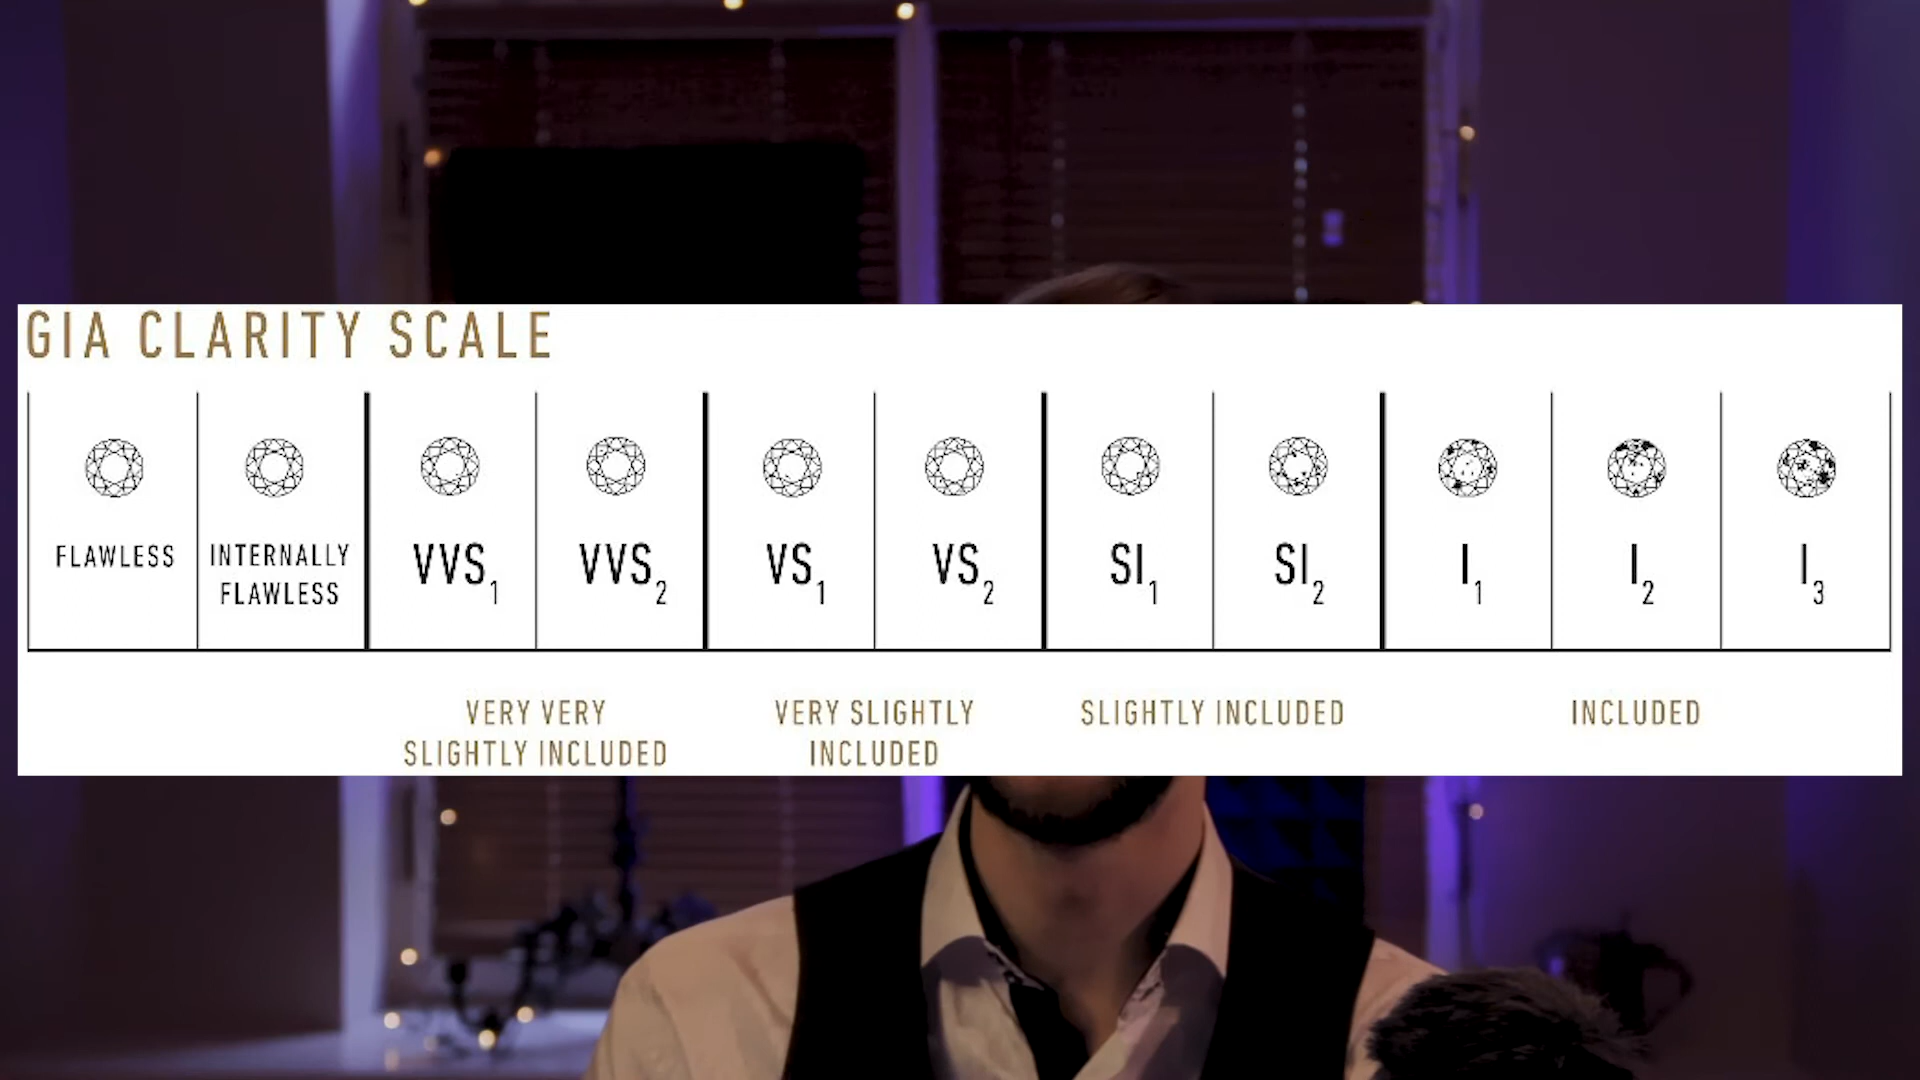 GIA CLARITY SCALE
FLAWLESS
INTERNALLY
FLAWLESS
VVS1
VVS2
VS1
VS2
SI1
SI2
I1
I2
I3
VERY VERY
SLIGHTLY INCLUDED
VERY SLIGHTLY
INCLUDED
SLIGHTLY INCLUDED
INCLUDED